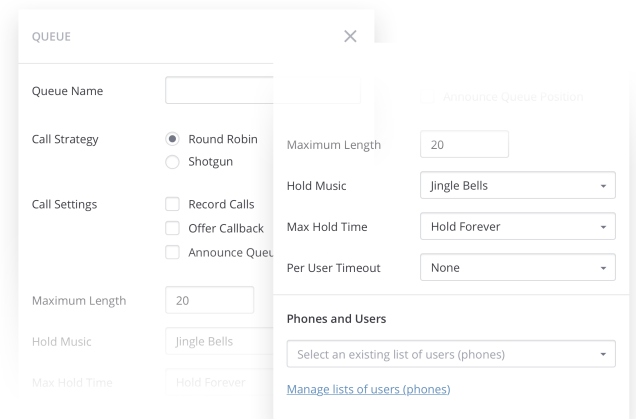 QUEUE
Queue Name
Call Strategy
Round Robin
Shotgun
Call Settings
Record Calls
Offer Callback
Announce Queu
Maximum Length
20
Hold Music
Jingle Bells
Max Hold Time
Hold Forever
Announce Queue Position
Maximum Length
20
Hold Music
Jingle Bells
Max Hold Time
Hold Forever
Per User Timeout
None
Phones and Users
Select an existing list of users (phones)
Manage lists of users (phones)